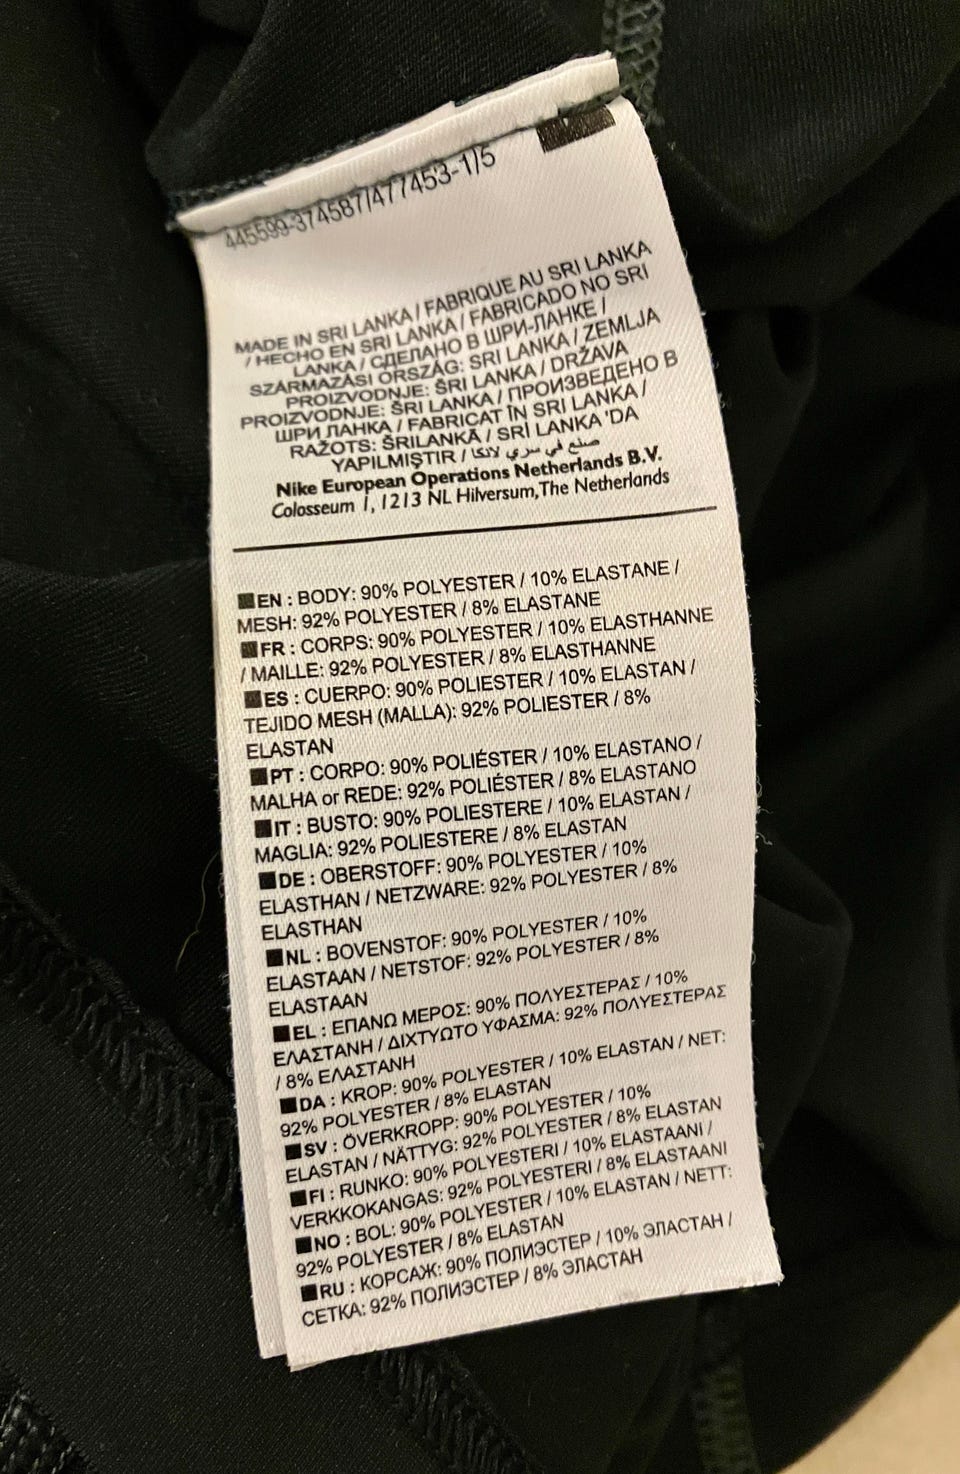 445599-374587/477453-1/5
MADE IN SRI LANKA / FABRIQUE AU SRI LANKA
/ HECHO EN SRI LANKA / FABRICADO NO SRI
LANKA / СДЕЛАНО В ШРИ-ЛАНКЕ /
SZÁRMAZÁSI ORSZÁG: SRI LANKA / ZEMLJA
PROIZVODNJE: ŠRI LANKA / DRŽAVA
PROIZVODNJE: ŠRI LANKA / ПРОИЗВЕДЕНО В
ШРИ ЛАНКА / FABRICAT ÎN SRI LANKA /
RAŽOTS: ŠRILANKĀ / SRİ LANKA 'DA
YAPILMIŞTIR / صنع في سري لانكا
Nike European Operations Netherlands B.V.
Colosseum 1, 1213 NL Hilversum,The Netherlands
EN : BODY: 90% POLYESTER / 10% ELASTANE /
MESH: 92% POLYESTER / 8% ELASTANE
FR : CORPS: 90% POLYESTER / 10% ELASTHANNE
/ MAILLE: 92% POLYESTER / 8% ELASTHANNE
ES : CUERPO: 90% POLIESTER / 10% ELASTAN /
TEJIDO MESH (MALLA): 92% POLIESTER / 8%
ELASTAN
PT : CORPO: 90% POLIÉSTER / 10% ELASTANO /
MALHA or REDE: 92% POLIÉSTER / 8% ELASTANO
IT : BUSTO: 90% POLIESTERE / 10% ELASTAN /
MAGLIA: 92% POLIESTERE / 8% ELASTAN
DE : OBERSTOFF: 90% POLYESTER / 10%
ELASTHAN / NETZWARE: 92% POLYESTER / 8%
ELASTHAN
NL : BOVENSTOF: 90% POLYESTER / 10%
ELASTAAN / NETSTOF: 92% POLYESTER / 8%
ELASTAAN
EL : ΕΠΑΝΩ ΜΕΡΟΣ: 90% ΠΟΛΥΕΣΤΕΡΑΣ / 10%
ΕΛΑΣΤΑΝΗ / ΔΙΧΤΥΩΤΟ ΥΦΑΣΜΑ: 92% ΠΟΛΥΕΣΤΕΡΑΣ
/ 8% ΕΛΑΣΤΑΝΗ
DA : KROP: 90% POLYESTER / 10% ELASTAN / NET:
92% POLYESTER / 8% ELASTAN
SV : ÖVERKROPP: 90% POLYESTER / 10%
ELASTAN / NÄTTYG: 92% POLYESTER / 8% ELASTAN
FI : RUNKO: 90% POLYESTERI / 10% ELASTAANI /
VERKKOKANGAS: 92% POLYESTERI / 8% ELASTAANI
NO : BOL: 90% POLYESTER / 10% ELASTAN / NETT:
92% POLYESTER / 8% ELASTAN
RU : КОРСАЖ: 90% ПОЛИЭСТЕР / 10% ЭЛАСТАН /
СЕТКА: 92% ПОЛИЭСТЕР / 8% ЭЛАСТАН